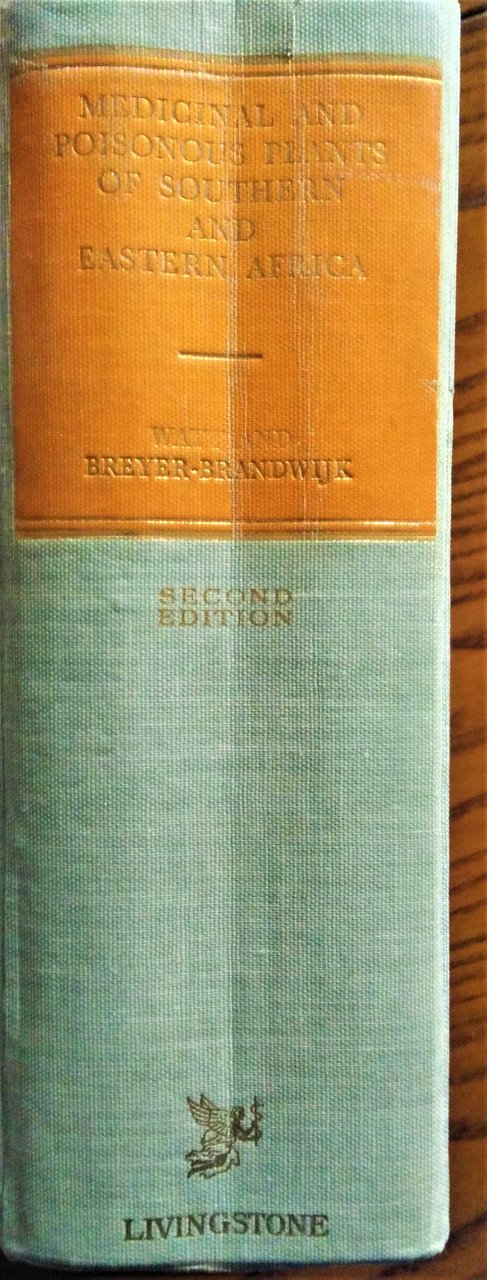 MEDICINAL AND
POISONOUS PLANTS
OF SOUTHERN
AND
EASTERN AFRICA
WATT AND
BREYER-BRANDWIJK
SECOND
EDITION
LIVINGSTONE